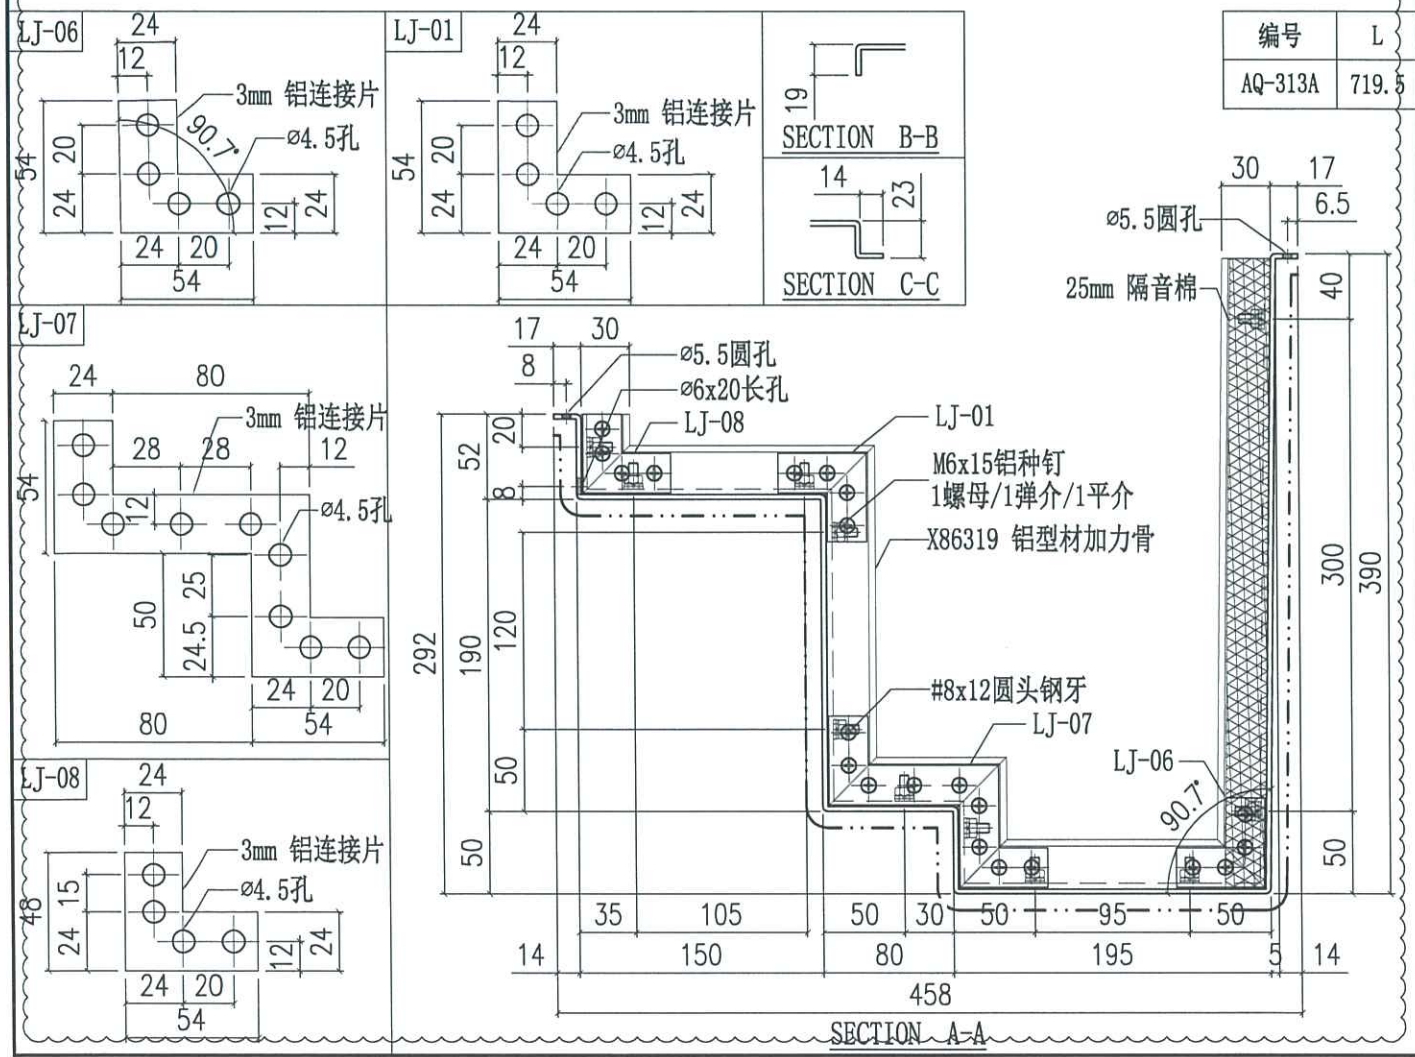 LJ-06
24
12
3mm 铝连接片
90.7°
ø4.5孔
54
20
24
12
24
24
20
54
LJ-01
24
12
3mm 铝连接片
ø4.5孔
54
20
24
12
24
24
20
54
19
SECTION B-B
14
23
SECTION C-C
编号 L
AQ-313A 719.5
30
17
6.5
ø5.5圆孔
25mm 隔音棉
40
300
390
50
LJ-07
24
80
3mm 铝连接片
28
28
12
54
12
ø4.5孔
25
50
24.5
24
20
80
54
LJ-08
24
12
3mm 铝连接片
ø4.5孔
48
15
24
12
24
24
20
54
17
30
8
ø5.5圆孔
ø6x20长孔
LJ-08
LJ-01
20
52
8
M6x15铝种钉
1螺母/1弹介/1平介
X86319 铝型材加力骨
292
190
120
50
50
#8x12圆头钢牙
LJ-07
LJ-06
90.7°
35
105
50
30
50
95
50
14
150
80
195
5
14
458
SECTION A-A